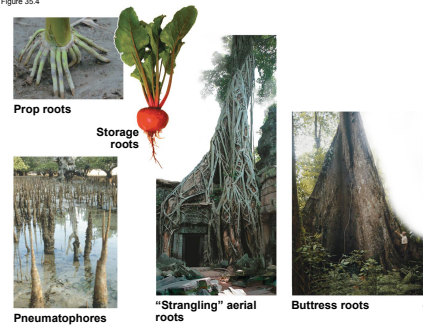 Figure 35.4
Prop roots
Storage
roots
Pneumatophores
“Strangling” aerial
roots
Buttress roots